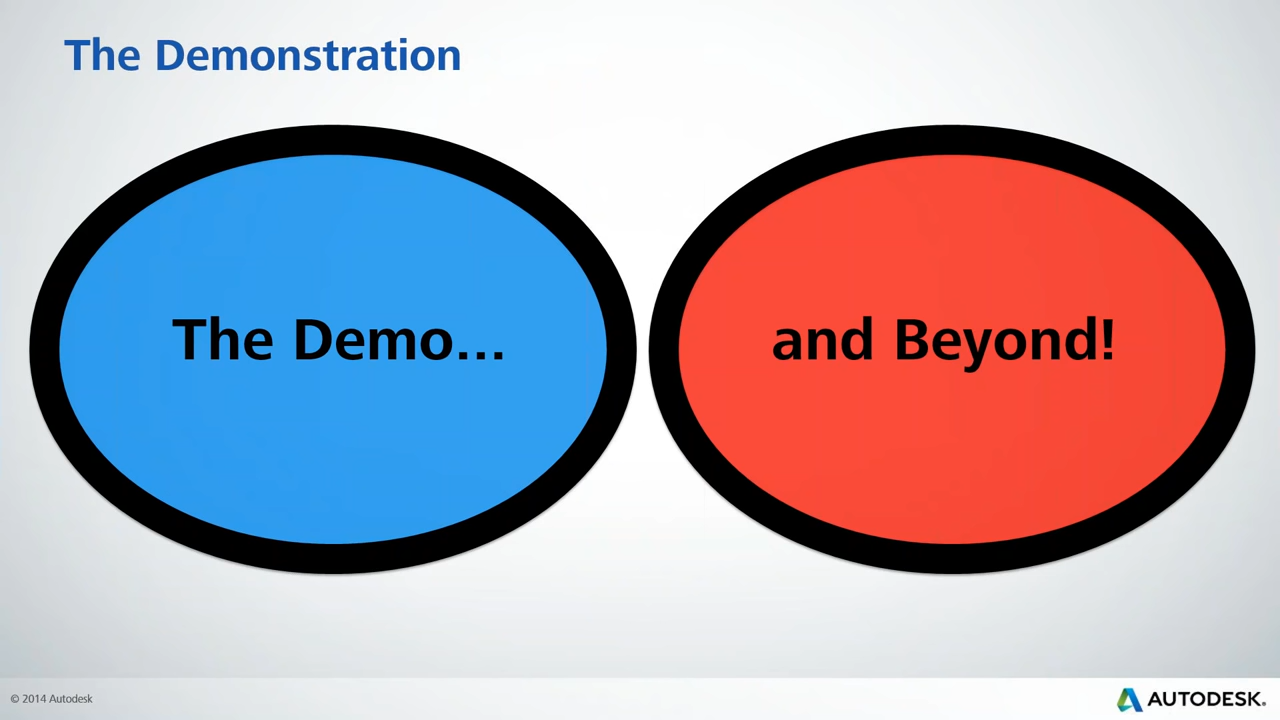 The Demonstration
The Demo...
and Beyond!
© 2014 Autodesk
AUTODESK.